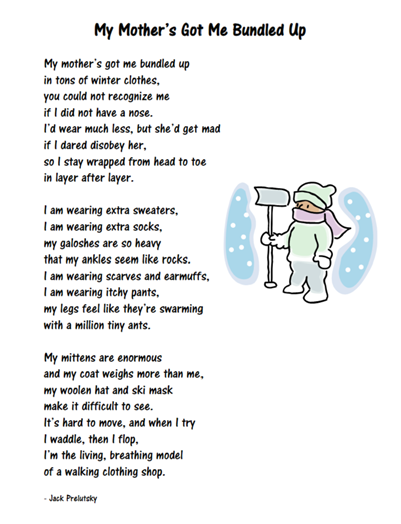 My Mother's Got Me Bundled Up
My mother's got me bundled up
in tons of winter clothes,
you could not recognize me
if I did not have a nose.
I'd wear much less, but she'd get mad
if I dared disobey her,
so I stay wrapped from head to toe
in layer after layer.
I am wearing extra sweaters,
I am wearing extra socks,
my galoshes are so heavy
that my ankles seem like rocks.
I am wearing scarves and earmuffs,
I am wearing itchy pants,
my legs feel like they're swarming
with a million tiny ants.
My mittens are enormous
and my coat weighs more than me,
my woolen hat and ski mask
make it difficult to see.
It's hard to move, and when I try
I waddle, then I flop,
I'm the living, breathing model
of a walking clothing shop.
- Jack Prelutsky